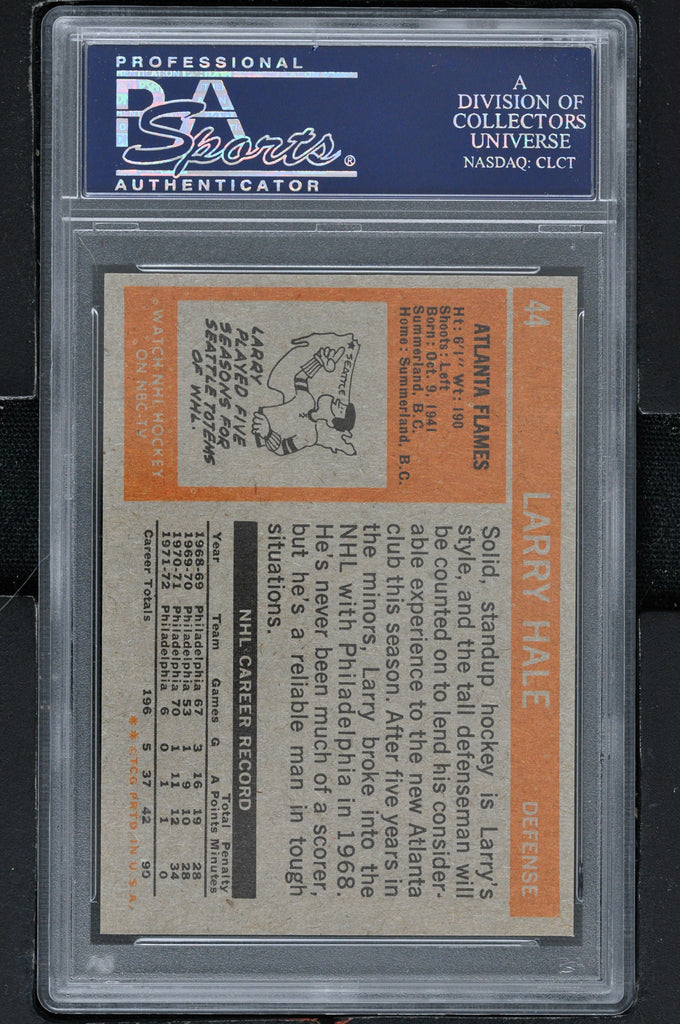 PROFESSIONAL
PSA
Sports®
AUTHENTICATOR
A
DIVISION OF
COLLECTORS
UNIVERSE
NASDAQ: CLCT
44 LARRY HALE DEFENSE
ATLANTA FLAMES
Ht: 6'1" Wt: 190
Shoots: Left
Born: Oct. 9, 1941
Summerland, B.C.
Home: Summerland, B.C.
SEATTLE
LARRY
PLAYED FIVE
SEASONS FOR
SEATTLE TOTEMS
OF WHL.
WATCH NHL HOCKEY
ON NBC-TV
Solid, standup hockey is Larry's
style, and the tall defenseman will
be counted on to lend his consider-
able experience to the new Atlanta
club this season. After five years in
the minors, Larry broke into the
NHL with Philadelphia in 1968.
He's never been much of a scorer,
but he's a reliable man in tough
situations.
NHL CAREER RECORD
Total Penalty
Year Team Games G A Points Minutes
1968-69 Philadelphia 67 3 16 19 28
1969-70 Philadelphia 53 1 9 10 28
1970-71 Philadelphia 70 1 11 12 34
1971-72 Philadelphia 6 0 1 1 0
Career Totals 196 5 37 42 90
** ©TCG PRTD IN U.S.A.